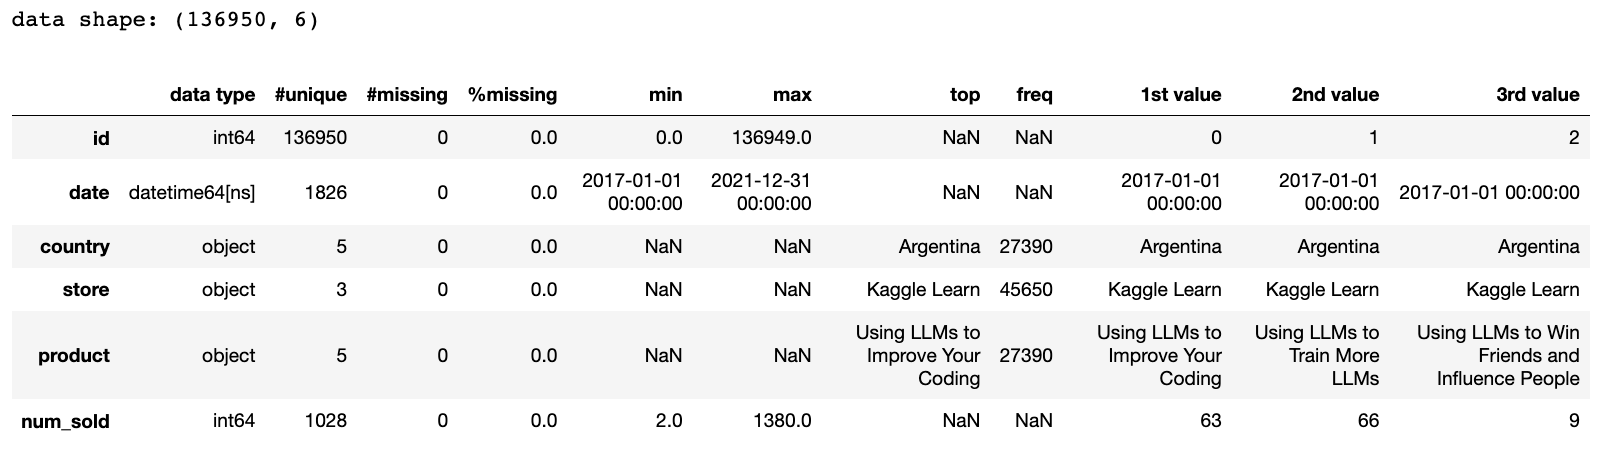 data shape: (136950, 6)
data type #unique #missing %missing min max top freq 1st value 2nd value 3rd value
id int64 136950 0 0.0 0.0 136949.0 NaN NaN 0 1 2
date datetime64[ns] 1826 0 0.0 2017-01-01 00:00:00 2021-12-31 00:00:00 NaN NaN 2017-01-01 00:00:00 2017-01-01 00:00:00 2017-01-01 00:00:00
country object 5 0 0.0 NaN NaN Argentina 27390 Argentina Argentina Argentina
store object 3 0 0.0 NaN NaN Kaggle Learn 45650 Kaggle Learn Kaggle Learn Kaggle Learn
product object 5 0 0.0 NaN NaN Using LLMs to Improve Your Coding 27390 Using LLMs to Improve Your Coding Using LLMs to Train More LLMs Using LLMs to Win Friends and Influence People
num_sold int64 1028 0 0.0 2.0 1380.0 NaN NaN 63 66 9